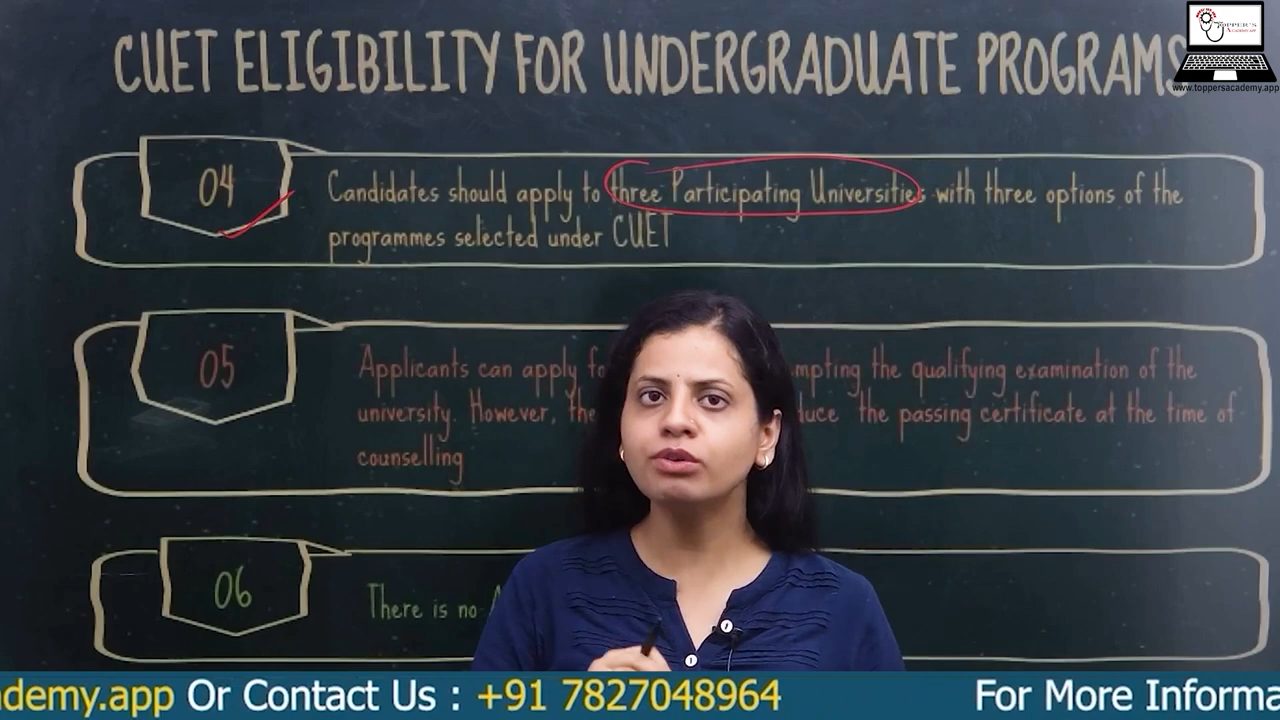 CUET ELIGIBILITY FOR UNDERGRADUATE PROGRAMS
TOPPER'S
www.toppersacademy.app
04
Candidates should apply to three Participating Universities with three options of the
programmes selected under CUET
05
Applicants can apply fo mpting the qualifying examination of the
university. However, the duce the passing certificate at the time of
counselling
06
There is no
ademy.app Or Contact Us : +91 7827048964 For More Informa